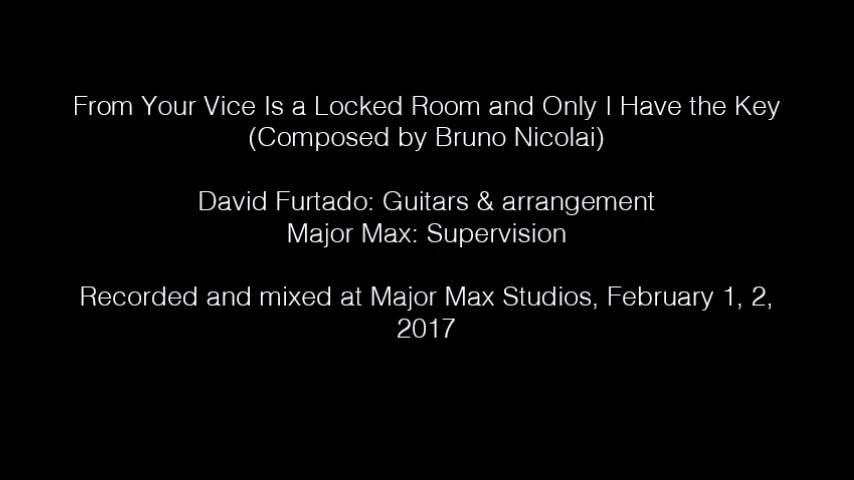 From Your Vice Is a Locked Room and Only I Have the Key
(Composed by Bruno Nicolai)
David Furtado: Guitars & arrangement
Major Max: Supervision
Recorded and mixed at Major Max Studios, February 1, 2,
2017